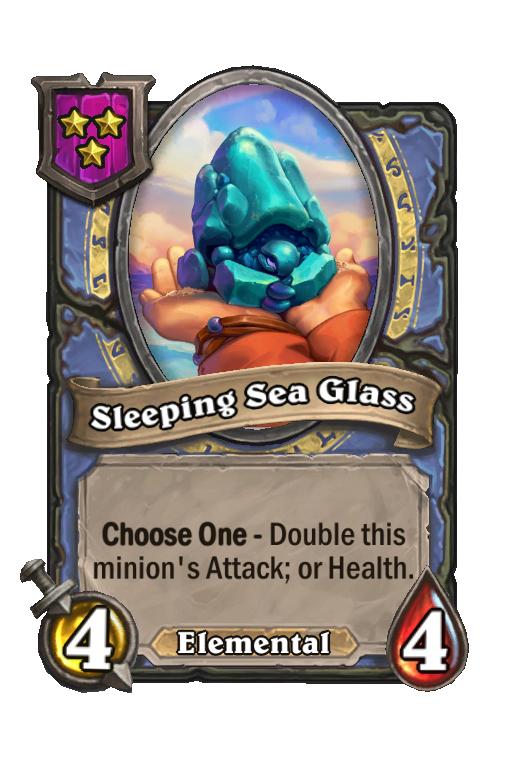 Sleeping Sea Glass
Choose One - Double this
minion's Attack; or Health.
4
Elemental
4